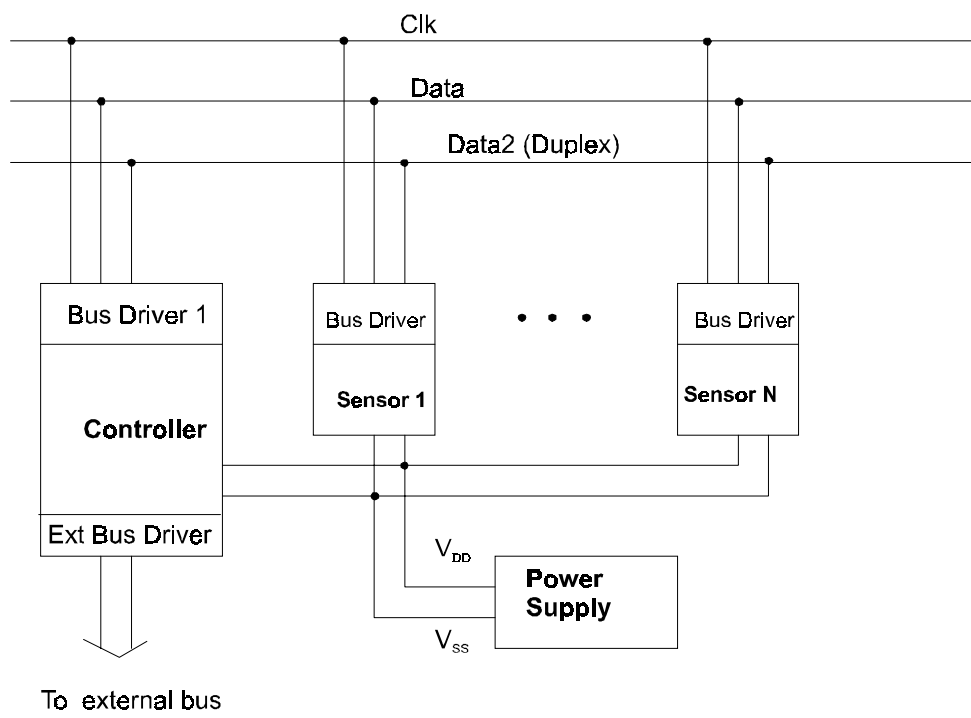 Clk
Data
Data2 (Duplex)
Bus Driver 1
Bus Driver
Bus Driver
Controller
Sensor 1
Sensor N
Ext Bus Driver
VDD
Power
Supply
VSS
To external bus